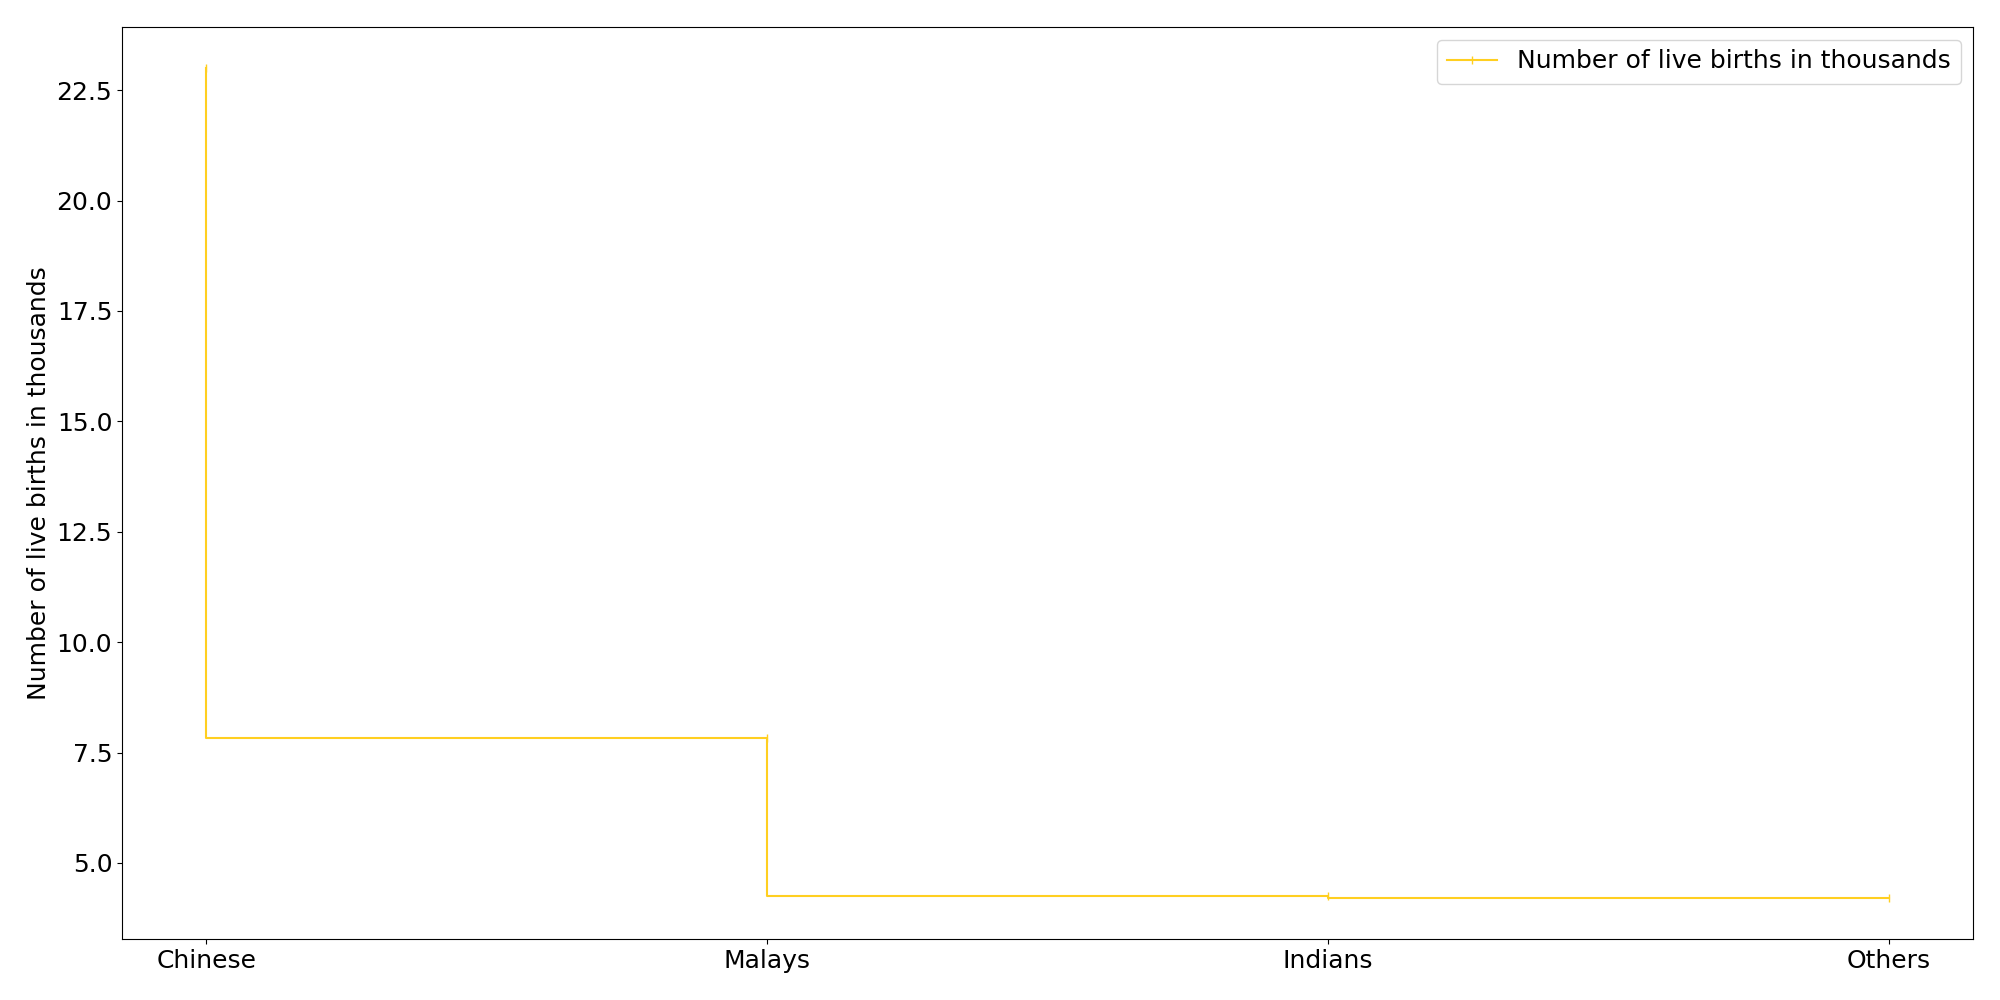 Number of live births in thousands
22.5
20.0
17.5
15.0
12.5
10.0
7.5
5.0
Number of live births in thousands
Chinese
Malays
Indians
Others